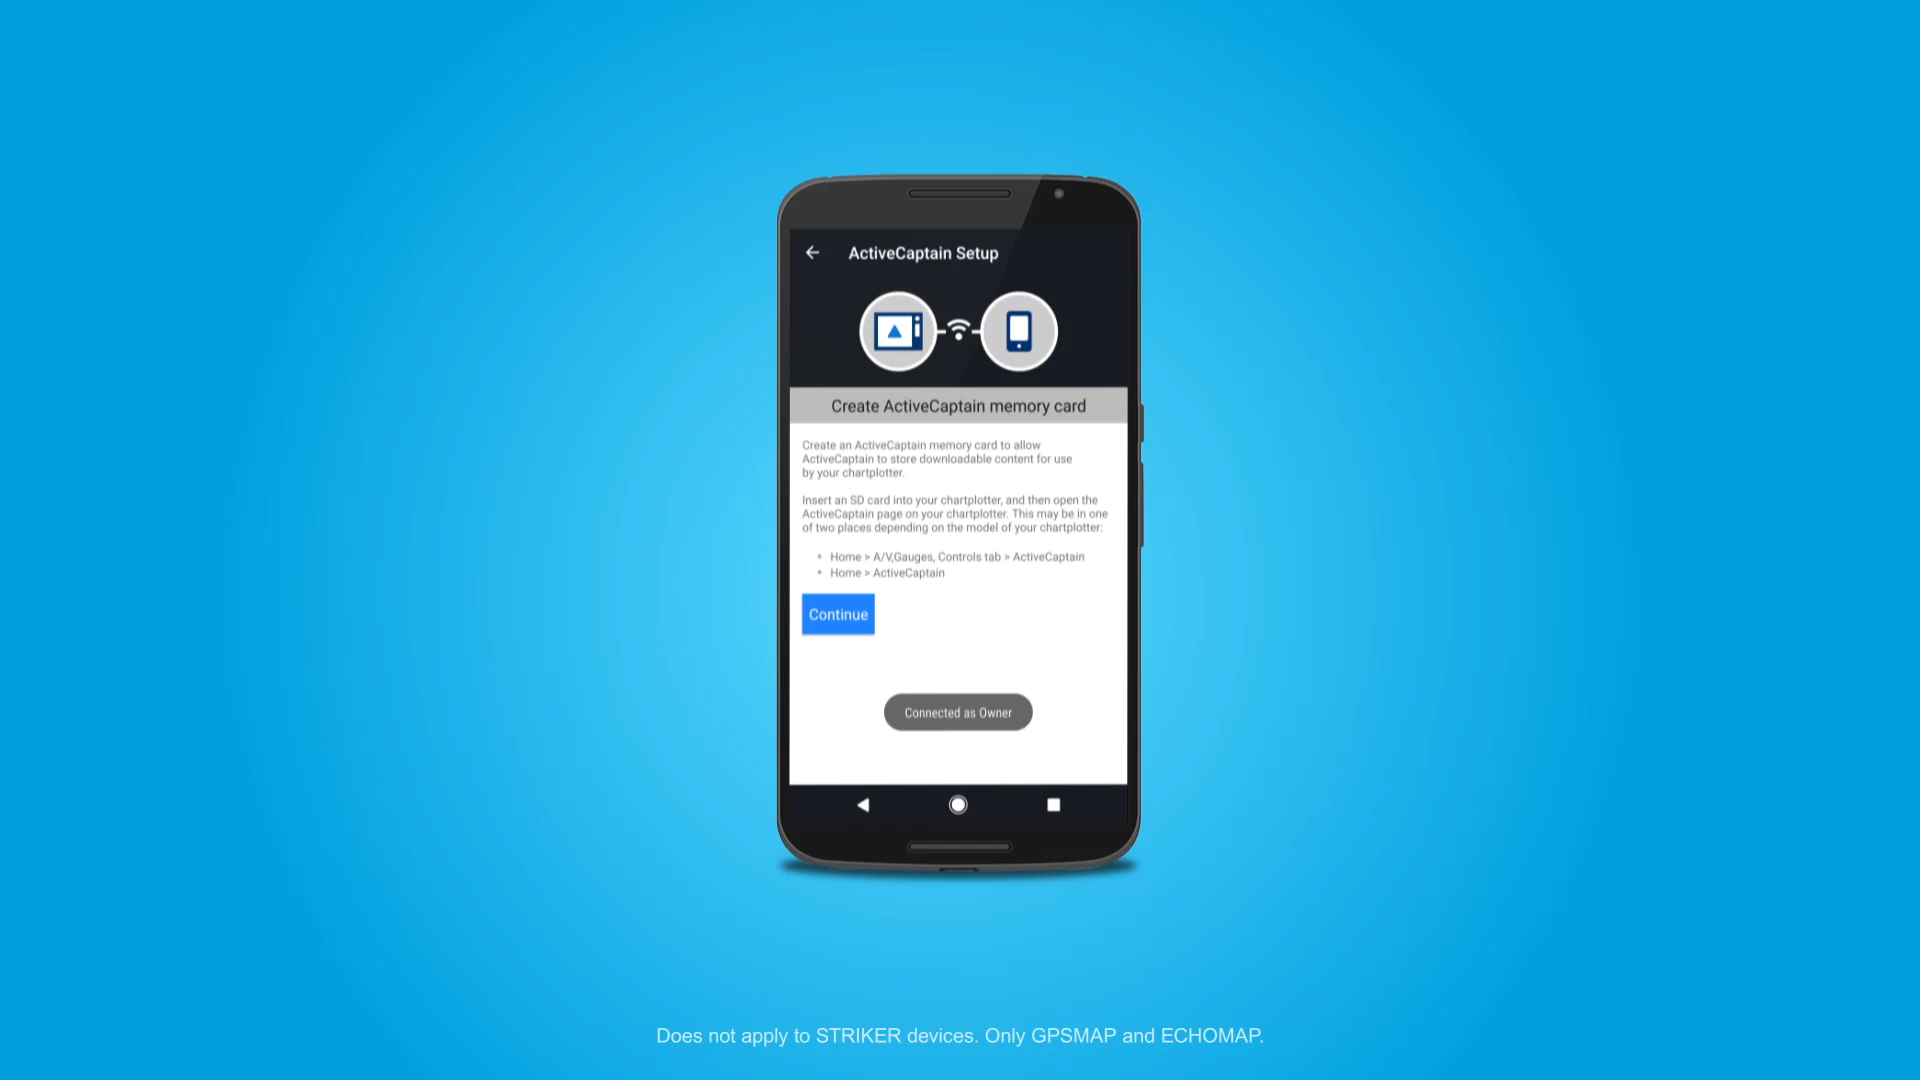 ActiveCaptain Setup
Create ActiveCaptain memory card
Create an ActiveCaptain memory card to allow
ActiveCaptain to store downloadable content for use
by your chartplotter.
Insert an SD card into your chartplotter, and then open the
ActiveCaptain page on your chartplotter. This may be in one
of two places depending on the model of your chartplotter:
• Home > A/V,Gauges, Controls tab > ActiveCaptain
• Home > ActiveCaptain
Continue
Connected as Owner
Does not apply to STRIKER devices. Only GPSMAP and ECHOMAP.